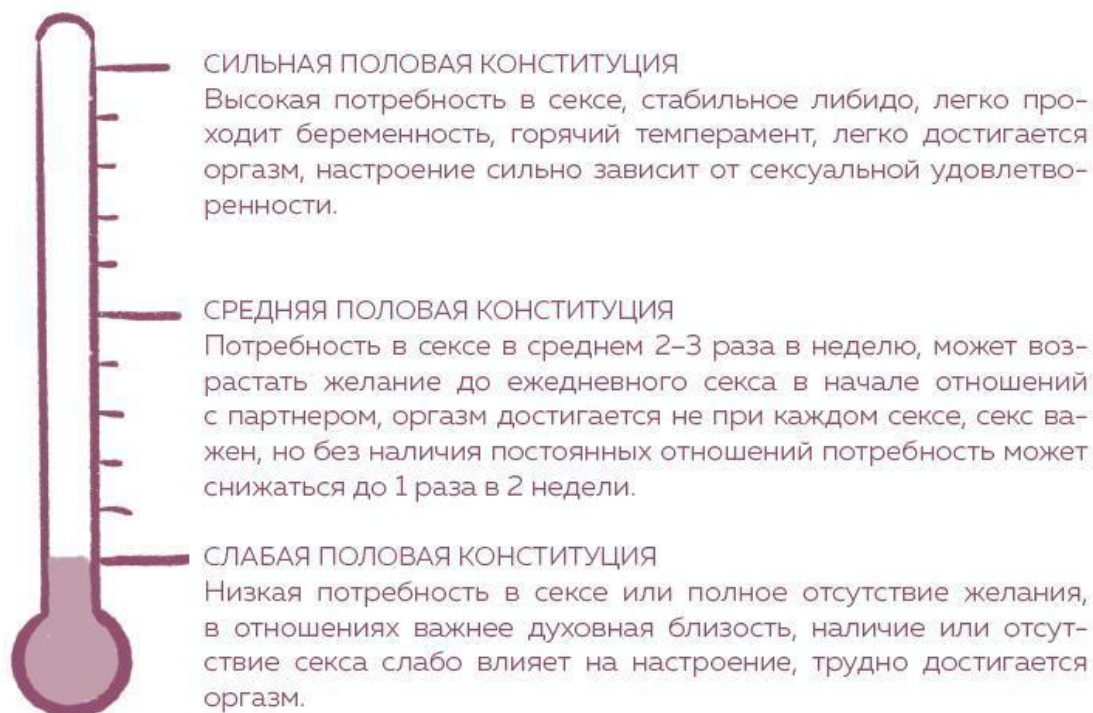 СИЛЬНАЯ ПОЛОВАЯ КОНСТИТУЦИЯ
Высокая потребность в сексе, стабильное либидо, легко про-
ходит беременность, горячий темперамент, легко достигается
оргазм, настроение сильно зависит от сексуальной удовлетво-
ренности.
СРЕДНЯЯ ПОЛОВАЯ КОНСТИТУЦИЯ
Потребность в сексе в среднем 2–3 раза в неделю, может воз-
растать желание до ежедневного секса в начале отношений
с партнером, оргазм достигается не при каждом сексе, секс ва-
жен, но без наличия постоянных отношений потребность может
снижаться до 1 раза в 2 недели.
СЛАБАЯ ПОЛОВАЯ КОНСТИТУЦИЯ
Низкая потребность в сексе или полное отсутствие желания,
в отношениях важнее духовная близость, наличие или отсут-
ствие секса слабо влияет на настроение, трудно достигается
оргазм.